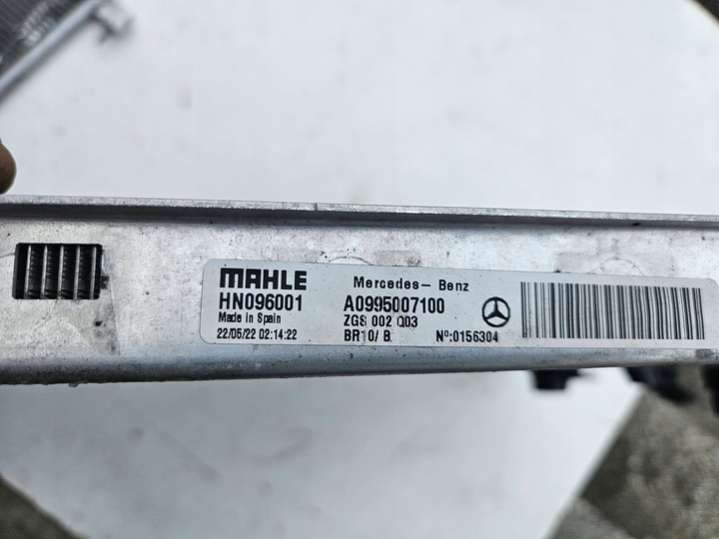 MAHLE
HN096001
Made in Spain
22/05/22 02:14:22
Mercedes-Benz
A0995007100
ZGS 002 Q03
BR10/ B Nº:0156304